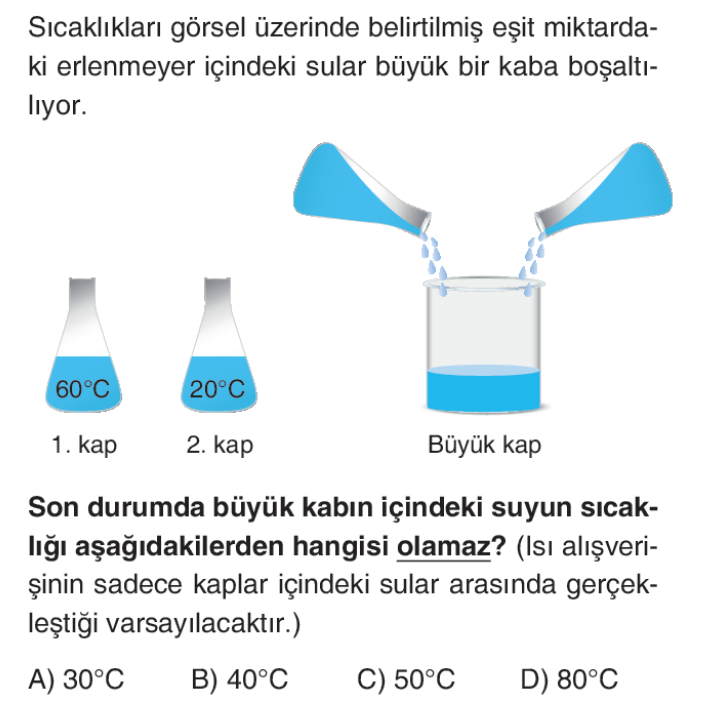 Sıcaklıkları görsel üzerinde belirtilmiş eşit miktarda-
ki erlenmeyer içindeki sular büyük bir kaba boşaltı-
lıyor.
60°C
20°C
1. kap
2. kap
Büyük kap
Son durumda büyük kabın içindeki suyun sıcak-
lığı aşağıdakilerden hangisi olamaz? (Isı alışveri-
şinin sadece kaplar içindeki sular arasında gerçek-
leştiği varsayılacaktır.)
A) 30°C B) 40°C C) 50°C D) 80°C